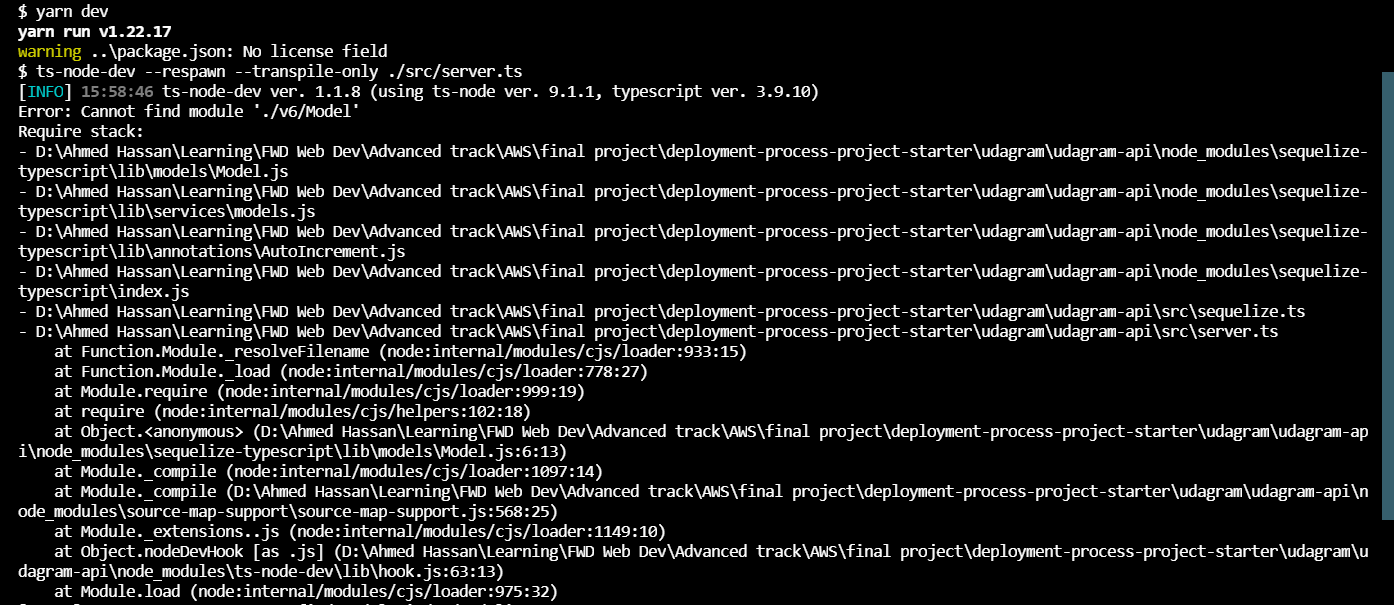 $ yarn dev
yarn run v1.22.17
warning ..\package.json: No license field
$ ts-node-dev --respawn --transpile-only ./src/server.ts
[INFO] 15:58:46 ts-node-dev ver. 1.1.8 (using ts-node ver. 9.1.1, typescript ver. 3.9.10)
Error: Cannot find module './v6/Model'
Require stack:
- D:\Ahmed Hassan\Learning\FWD Web Dev\Advanced track\AWS\final project\deployment-process-project-starter\udagram\udagram-api\node_modules\sequelize-
typescript\lib\models\Model.js
- D:\Ahmed Hassan\Learning\FWD Web Dev\Advanced track\AWS\final project\deployment-process-project-starter\udagram\udagram-api\node_modules\sequelize-
typescript\lib\services\models.js
- D:\Ahmed Hassan\Learning\FWD Web Dev\Advanced track\AWS\final project\deployment-process-project-starter\udagram\udagram-api\node_modules\sequelize-
typescript\lib\annotations\AutoIncrement.js
- D:\Ahmed Hassan\Learning\FWD Web Dev\Advanced track\AWS\final project\deployment-process-project-starter\udagram\udagram-api\node_modules\sequelize-
typescript\index.js
- D:\Ahmed Hassan\Learning\FWD Web Dev\Advanced track\AWS\final project\deployment-process-project-starter\udagram\udagram-api\src\sequelize.ts
- D:\Ahmed Hassan\Learning\FWD Web Dev\Advanced track\AWS\final project\deployment-process-project-starter\udagram\udagram-api\src\server.ts
    at Function.Module._resolveFilename (node:internal/modules/cjs/loader:933:15)
    at Function.Module._load (node:internal/modules/cjs/loader:778:27)
    at Module.require (node:internal/modules/cjs/loader:999:19)
    at require (node:internal/modules/cjs/helpers:102:18)
    at Object.<anonymous> (D:\Ahmed Hassan\Learning\FWD Web Dev\Advanced track\AWS\final project\deployment-process-project-starter\udagram\udagram-ap
i\node_modules\sequelize-typescript\lib\models\Model.js:6:13)
    at Module._compile (node:internal/modules/cjs/loader:1097:14)
    at Module._compile (D:\Ahmed Hassan\Learning\FWD Web Dev\Advanced track\AWS\final project\deployment-process-project-starter\udagram\udagram-api\n
ode_modules\source-map-support\source-map-support.js:568:25)
    at Module._extensions..js (node:internal/modules/cjs/loader:1149:10)
    at Object.nodeDevHook [as .js] (D:\Ahmed Hassan\Learning\FWD Web Dev\Advanced track\AWS\final project\deployment-process-project-starter\udagram\u
dagram-api\node_modules\ts-node-dev\lib\hook.js:63:13)
    at Module.load (node:internal/modules/cjs/loader:975:32)